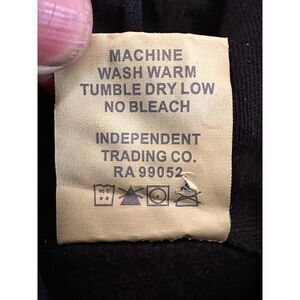 MACHINE
WASH WARM
TUMBLE DRY LOW
NO BLEACH
INDEPENDENT
TRADING CO.
RA 99052